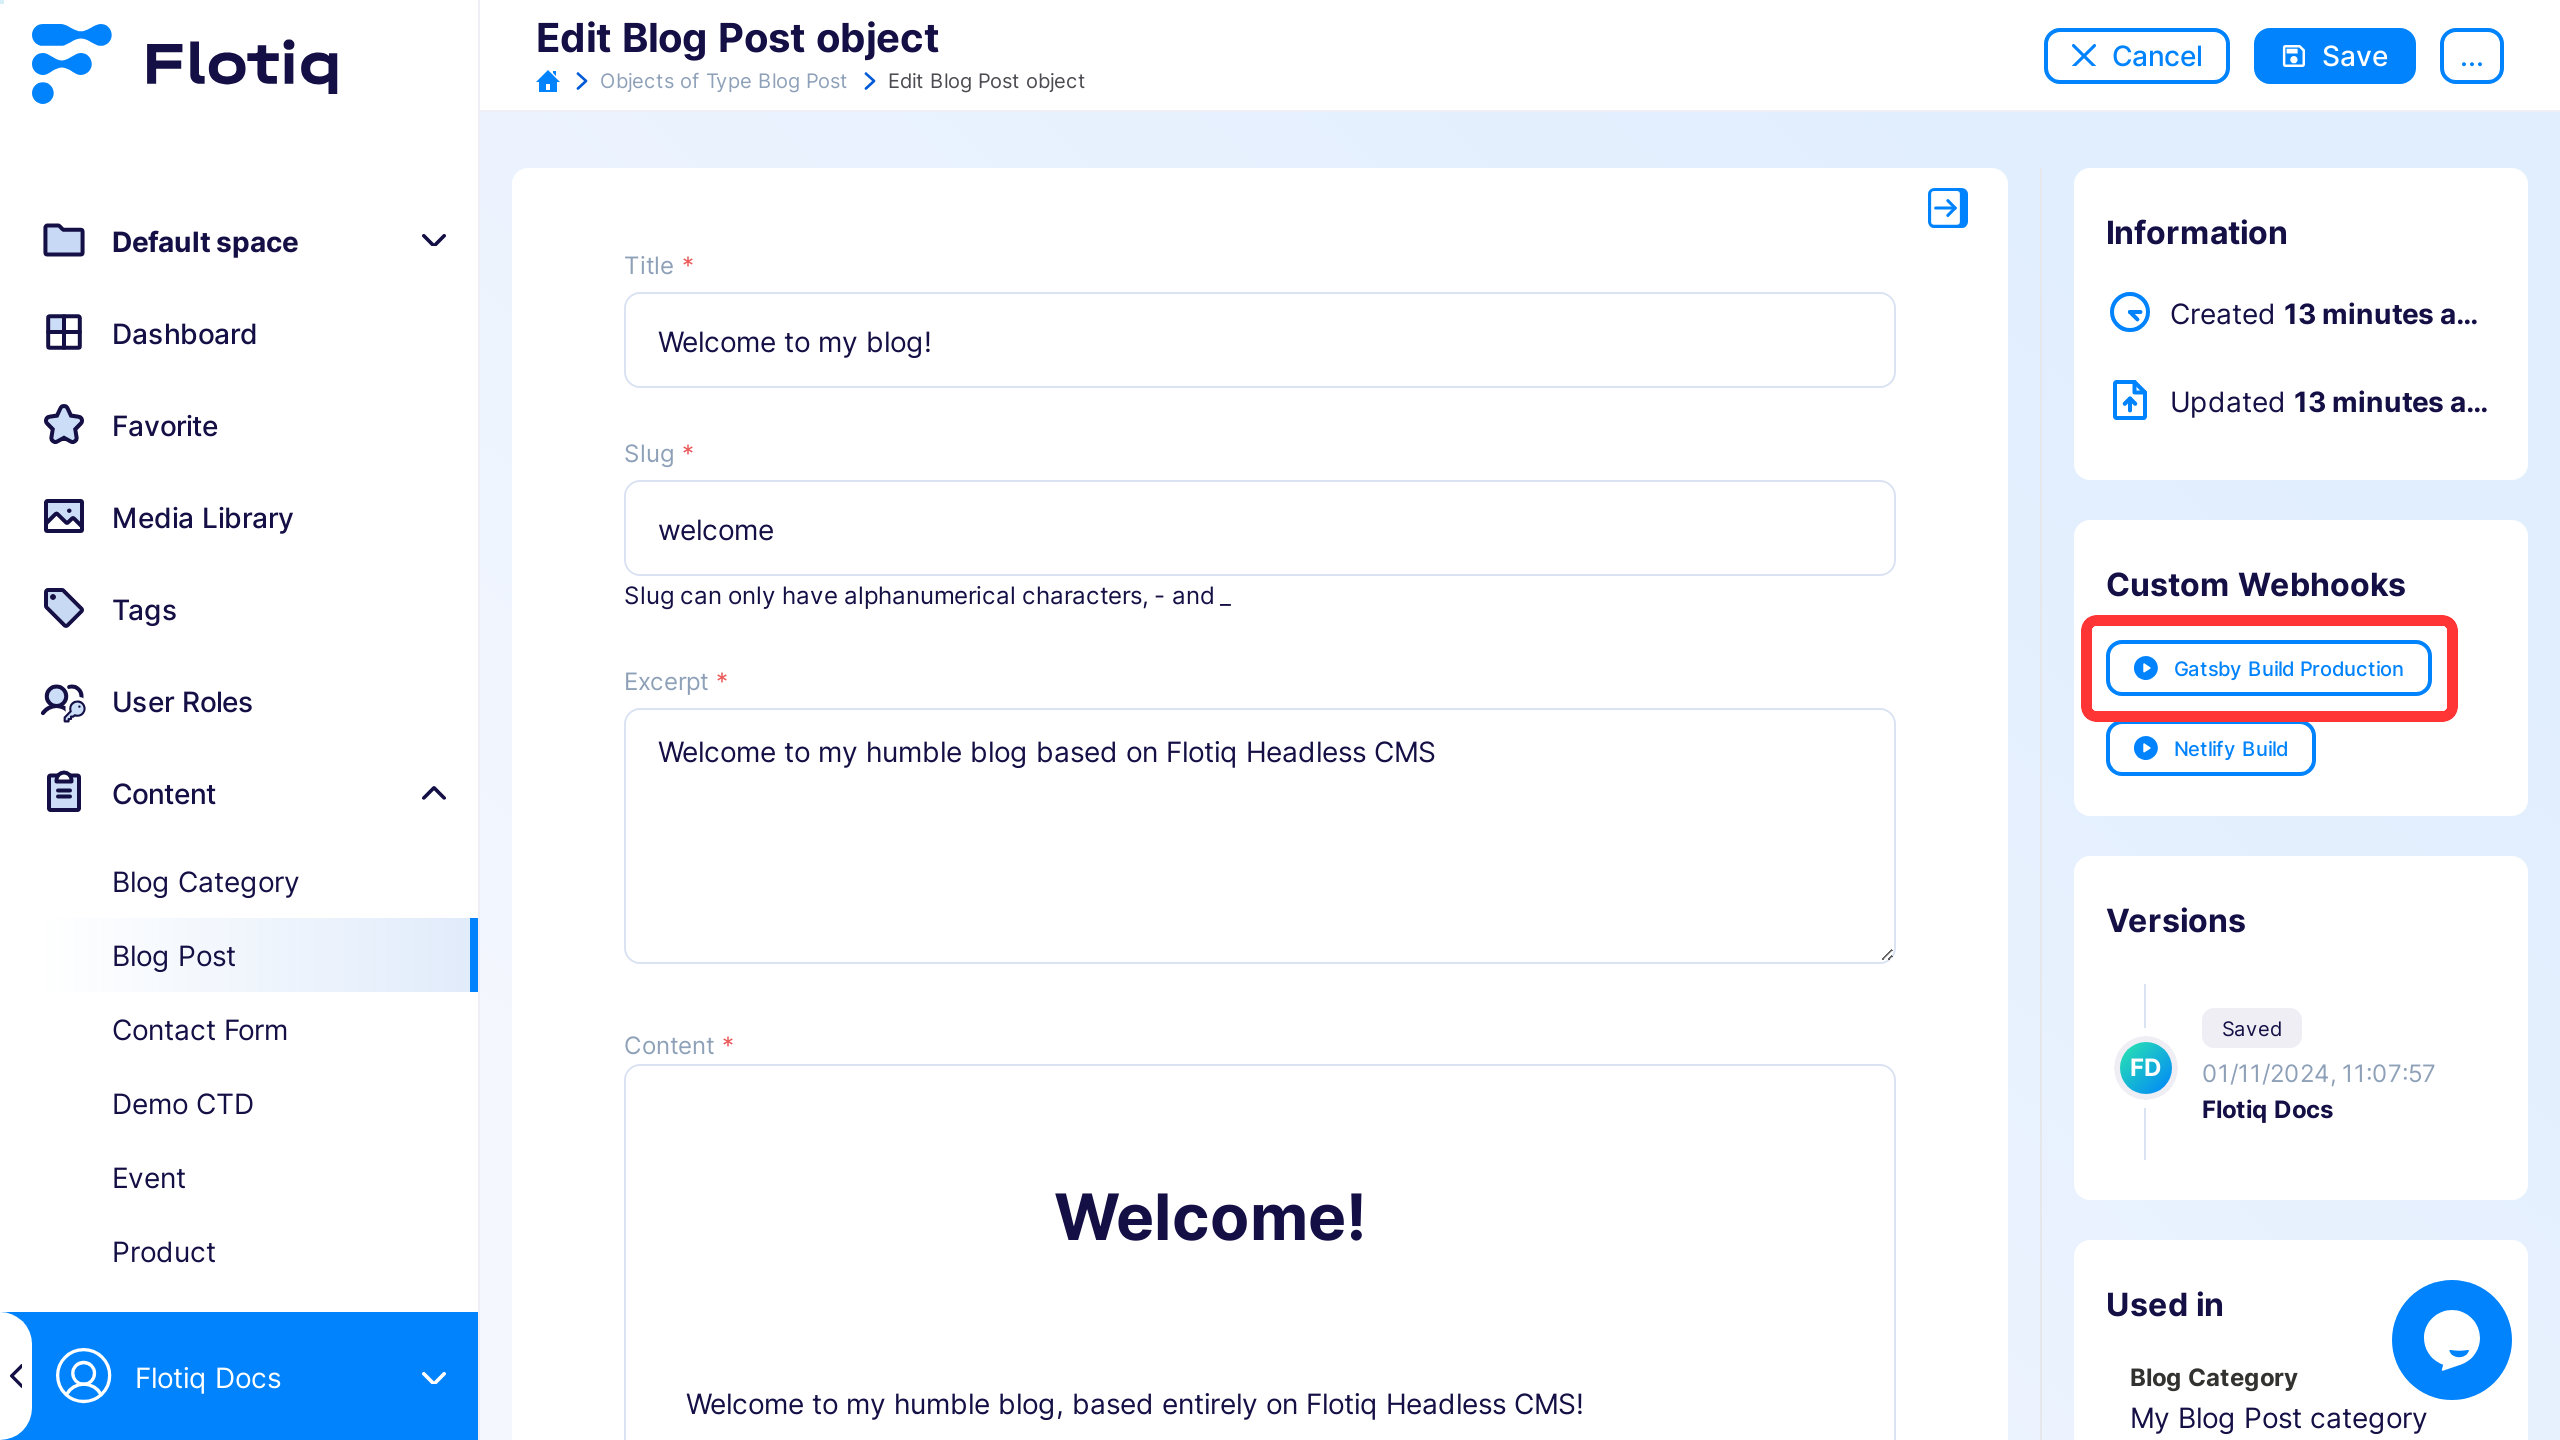 Flotiq
Default space
Dashboard
Favorite
Media Library
Tags
User Roles
Content
Blog Category
Blog Post
Contact Form
Demo CTD
Event
Product
Flotiq Docs
Edit Blog Post object
Objects of Type Blog Post
Edit Blog Post object
Cancel
Save
...
Title *
Welcome to my blog!
Slug *
welcome
Slug can only have alphanumerical characters, - and _
Excerpt *
Welcome to my humble blog based on Flotiq Headless CMS
Content *
Welcome!
Welcome to my humble blog, based entirely on Flotiq Headless CMS!
Information
Created 13 minutes a...
Updated 13 minutes a...
Custom Webhooks
Gatsby Build Production
Netlify Build
Versions
Saved
FD
01/11/2024, 11:07:57
Flotiq Docs
Used in
Blog Category
My Blog Post category